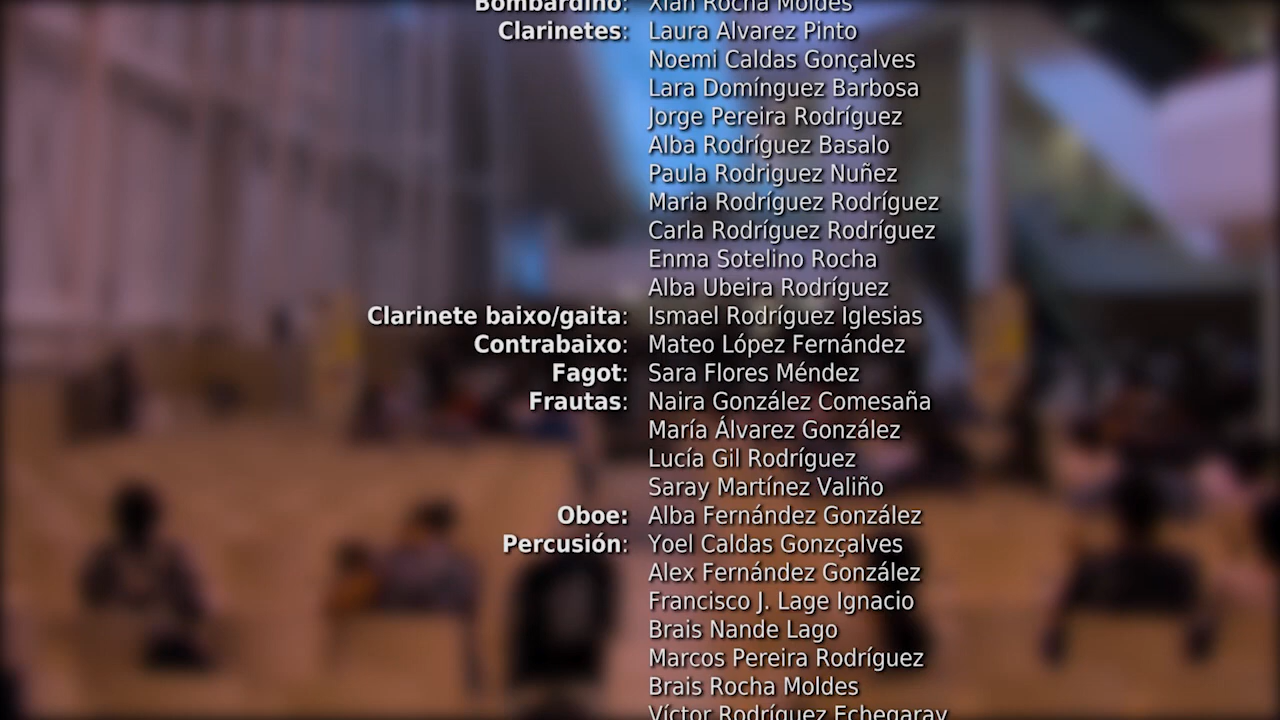 Bombardino: Xián Rocha Moldes
Clarinetes: Laura Alvarez Pinto
Noemi Caldas Gonçalves
Lara Domínguez Barbosa
Jorge Pereira Rodríguez
Alba Rodríguez Basalo
Paula Rodriguez Nuñez
Maria Rodríguez Rodríguez
Carla Rodríguez Rodríguez
Enma Sotelino Rocha
Alba Ubeira Rodríguez
Clarinete baixo/gaita: Ismael Rodríguez Iglesias
Contrabaixo: Mateo López Fernández
Fagot: Sara Flores Méndez
Frautas: Naira González Comesaña
María Álvarez González
Lucía Gil Rodríguez
Saray Martínez Valiño
Oboe: Alba Fernández González
Percusión: Yoel Caldas Gonzçalves
Alex Fernández González
Francisco J. Lage Ignacio
Brais Nande Lago
Marcos Pereira Rodríguez
Brais Rocha Moldes
Víctor Rodríguez Echegaray